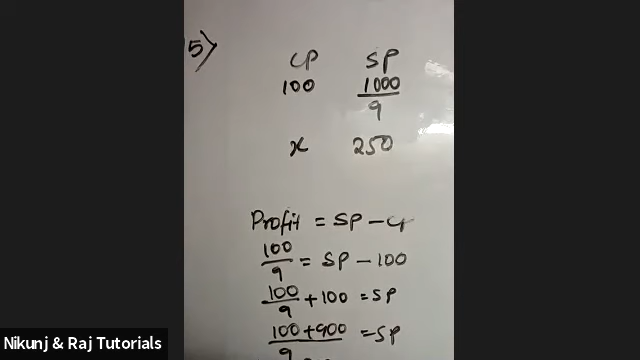 15)
CP SP
100 1000/9
x 250
Profit = SP - CP
100/9 = SP - 100
100/9 + 100 = SP
100+900/9 = SP
Nikunj & Raj Tutorials